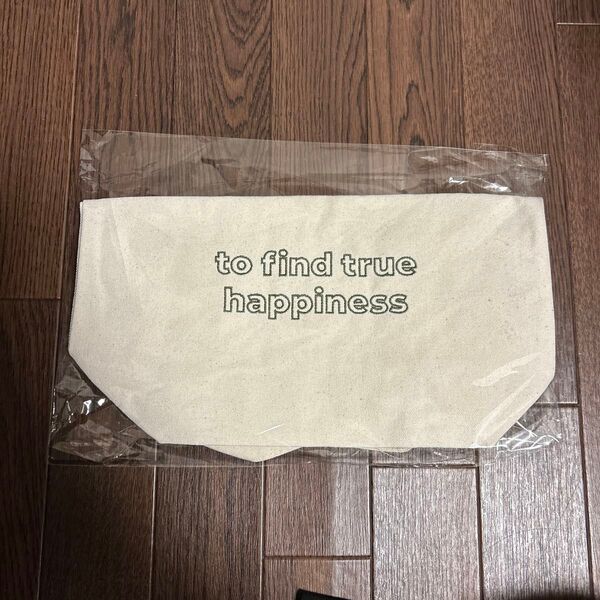 to find true
happiness